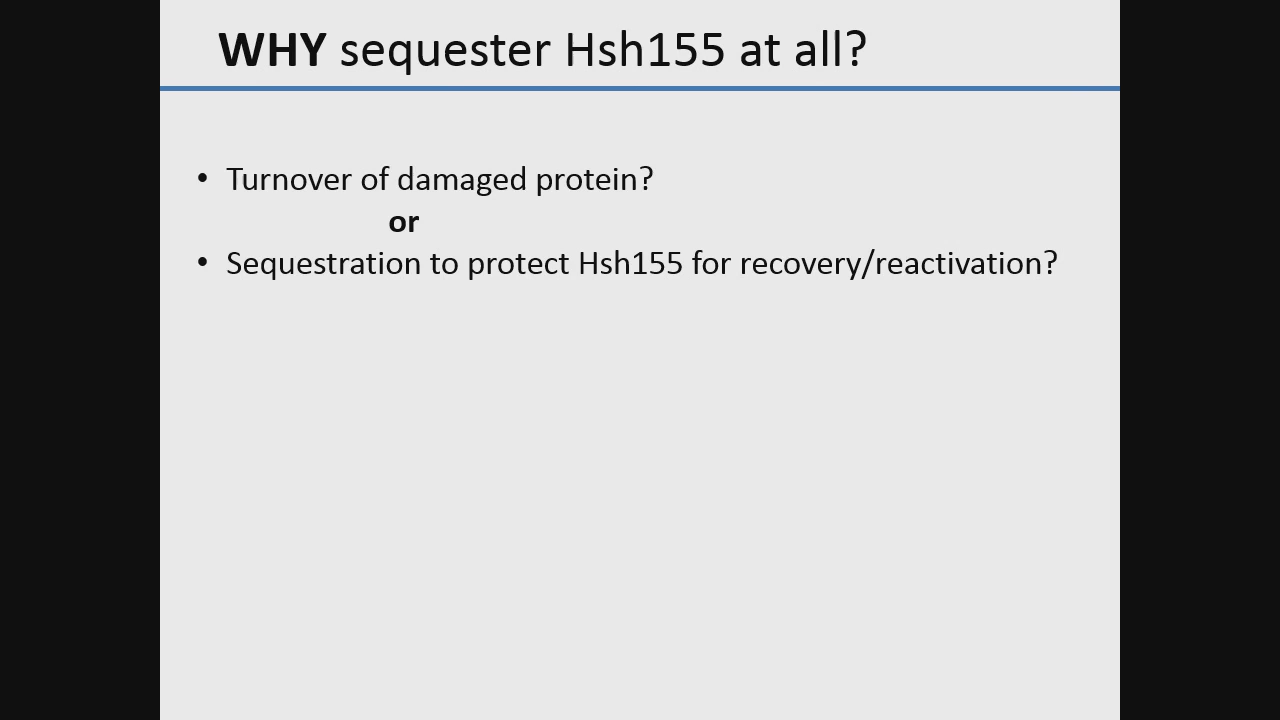 WHY sequester Hsh155 at all?
• Turnover of damaged protein?
or
• Sequestration to protect Hsh155 for recovery/reactivation?